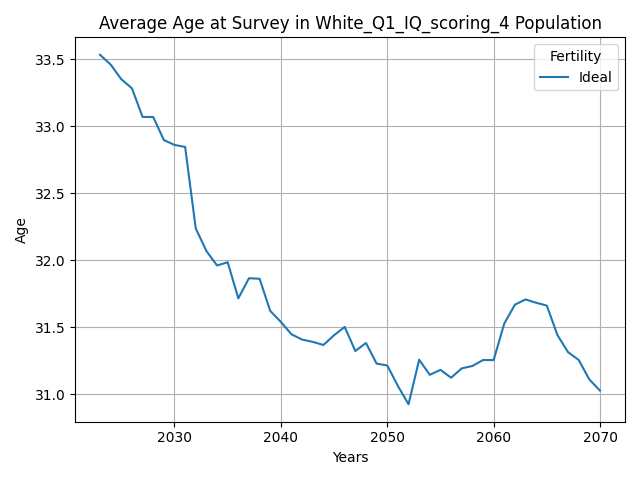 Average Age at Survey in White_Q1_IQ_scoring_4 Population
Fertility
Ideal
33.5
33.0
32.5
32.0
31.5
31.0
Age
2030 2040 2050 2060 2070
Years